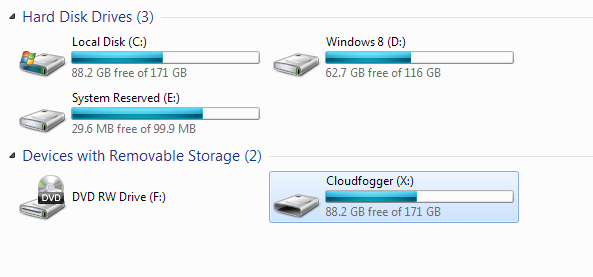 Hard Disk Drives (3)
Local Disk (C:)
88.2 GB free of 171 GB
Windows 8 (D:)
62.7 GB free of 116 GB
System Reserved (E:)
29.6 MB free of 99.9 MB
Devices with Removable Storage (2)
DVD
DVD RW Drive (F:)
Cloudfogger (X:)
88.2 GB free of 171 GB